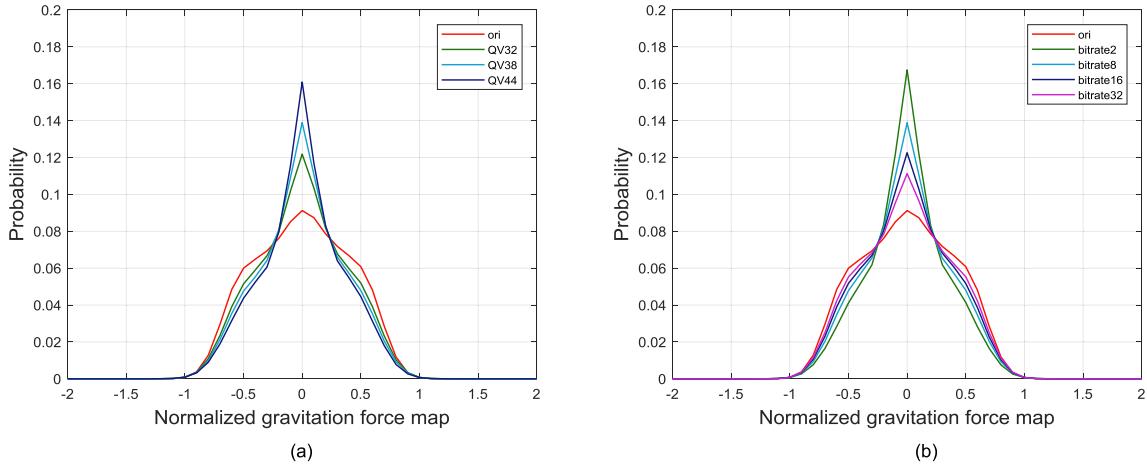 0.2
0.18
0.16
0.14
0.12
0.1
0.08
0.06
0.04
0.02
0
Probability
-2
-1.5
-1
-0.5
0
0.5
1
1.5
2
Normalized gravitation force map
ori
QV32
QV38
QV44
(a)
0.2
0.18
0.16
0.14
0.12
0.1
0.08
0.06
0.04
0.02
0
Probability
-2
-1.5
-1
-0.5
0
0.5
1
1.5
2
Normalized gravitation force map
ori
bitrate2
bitrate8
bitrate16
bitrate32
(b)